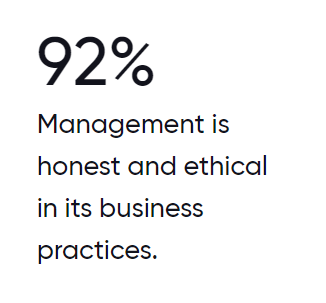 92%
Management is
honest and ethical
in its business
practices.